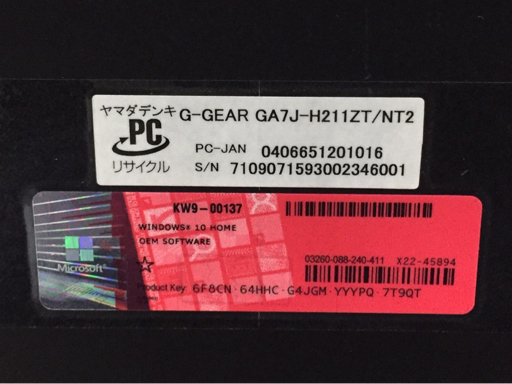 ヤマダデンキ
PC
リサイクル
G-GEAR GA7J-H211ZT/NT2
PC-JAN 0406651201016
S/N 7109071593002346001
KW9-00137
WINDOWS® 10 HOME
OEM SOFTWARE
Microsoft
03260-088-240-411 X22-45894
Product Key: 6F8CN-64HHC-G4JGM-YYYPQ-7T9QT